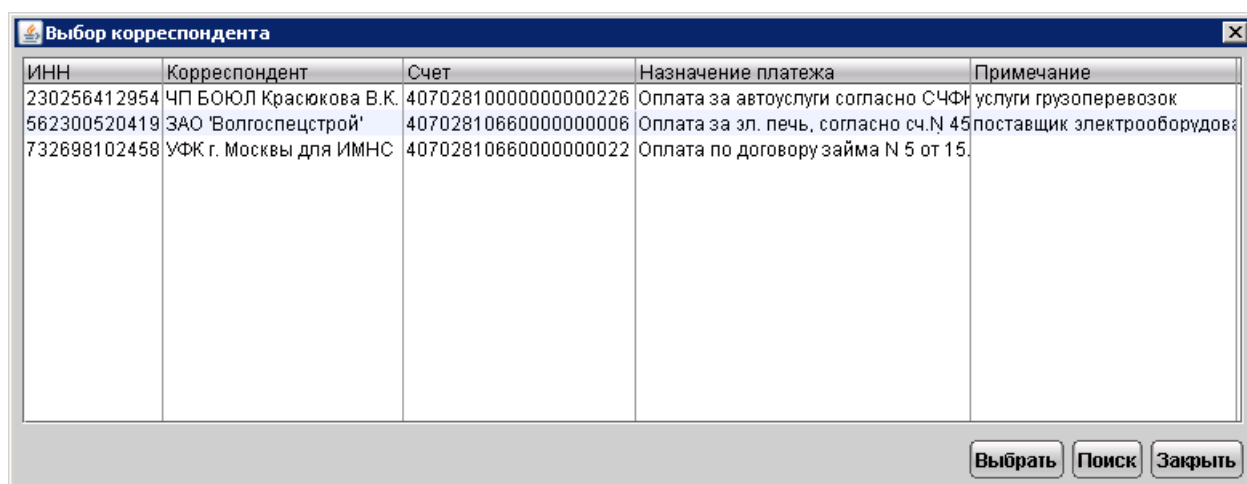 Выбор корреспондента
ИНН Корреспондент Счет Назначение платежа Примечание
230256412954 ЧП БОЮЛ Красюкова В.К. 40702810000000000226 Оплата за автоуслуги согласно СЧФ услуги грузоперевозок
562300520419 ЗАО 'Волгоспецстрой' 40702810660000000006 Оплата за эл. печь, согласно сч.N 45 поставщик электрооборудова
732698102458 УФК г. Москвы для ИМНС 40702810660000000022 Оплата по договору займа N 5 от 15.
Выбрать Поиск Закрыть